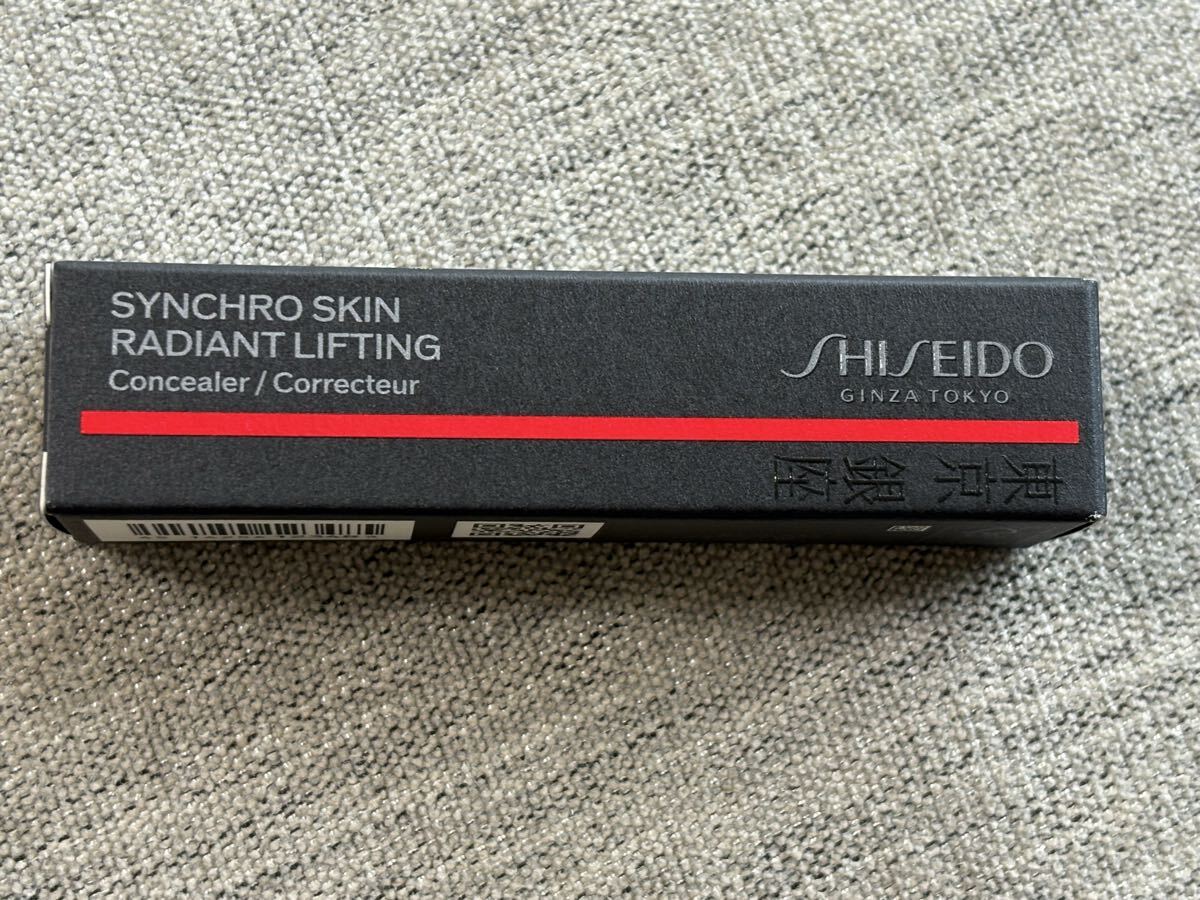 SYNCHRO SKIN
RADIANT LIFTING
Concealer / Correcteur
SHISEIDO
GINZA TOKYO
東京銀座